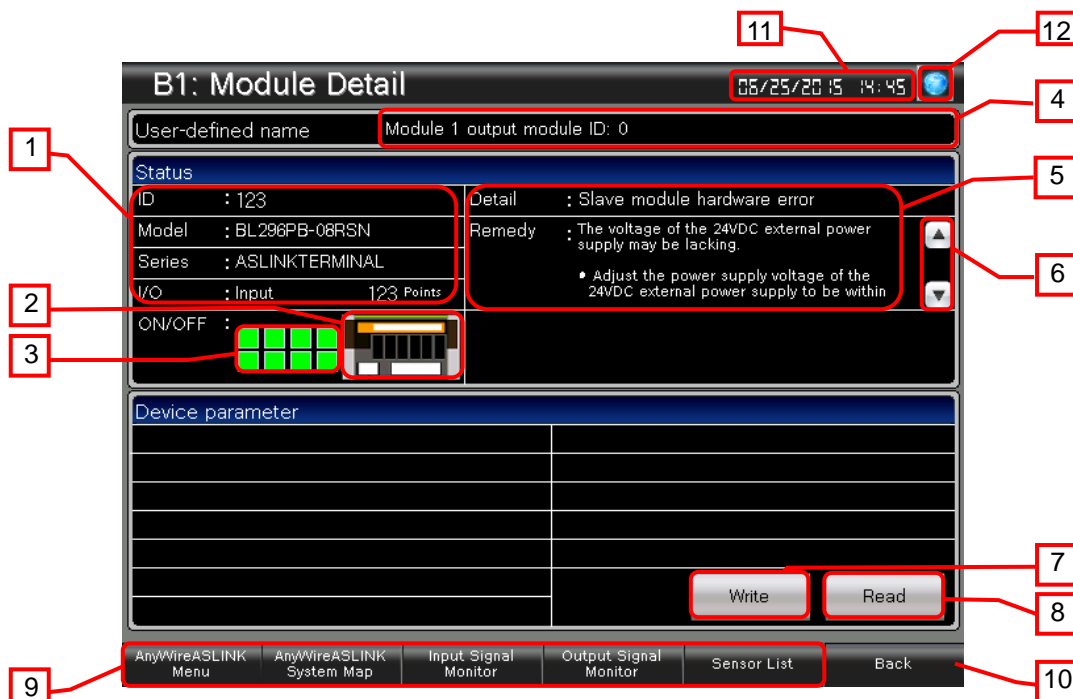 11
12
B1: Module Detail
06/25/2015 14:45
4
User-defined name
Module 1 output module ID: 0
1
Status
5
ID : 123
Detail : Slave module hardware error
Model : BL296PB-08RSN
Remedy : The voltage of the 24VDC external power
supply may be lacking.
Series : ASLINKTERMINAL
6
• Adjust the power supply voltage of the
I/O : Input 123 Points
24VDC external power supply to be within
2
ON/OFF :
3
Device parameter
7
Write
Read
8
AnyWireASLINK
Menu
AnyWireASLINK
System Map
Input Signal
Monitor
Output Signal
Monitor
Sensor List
Back
9
10